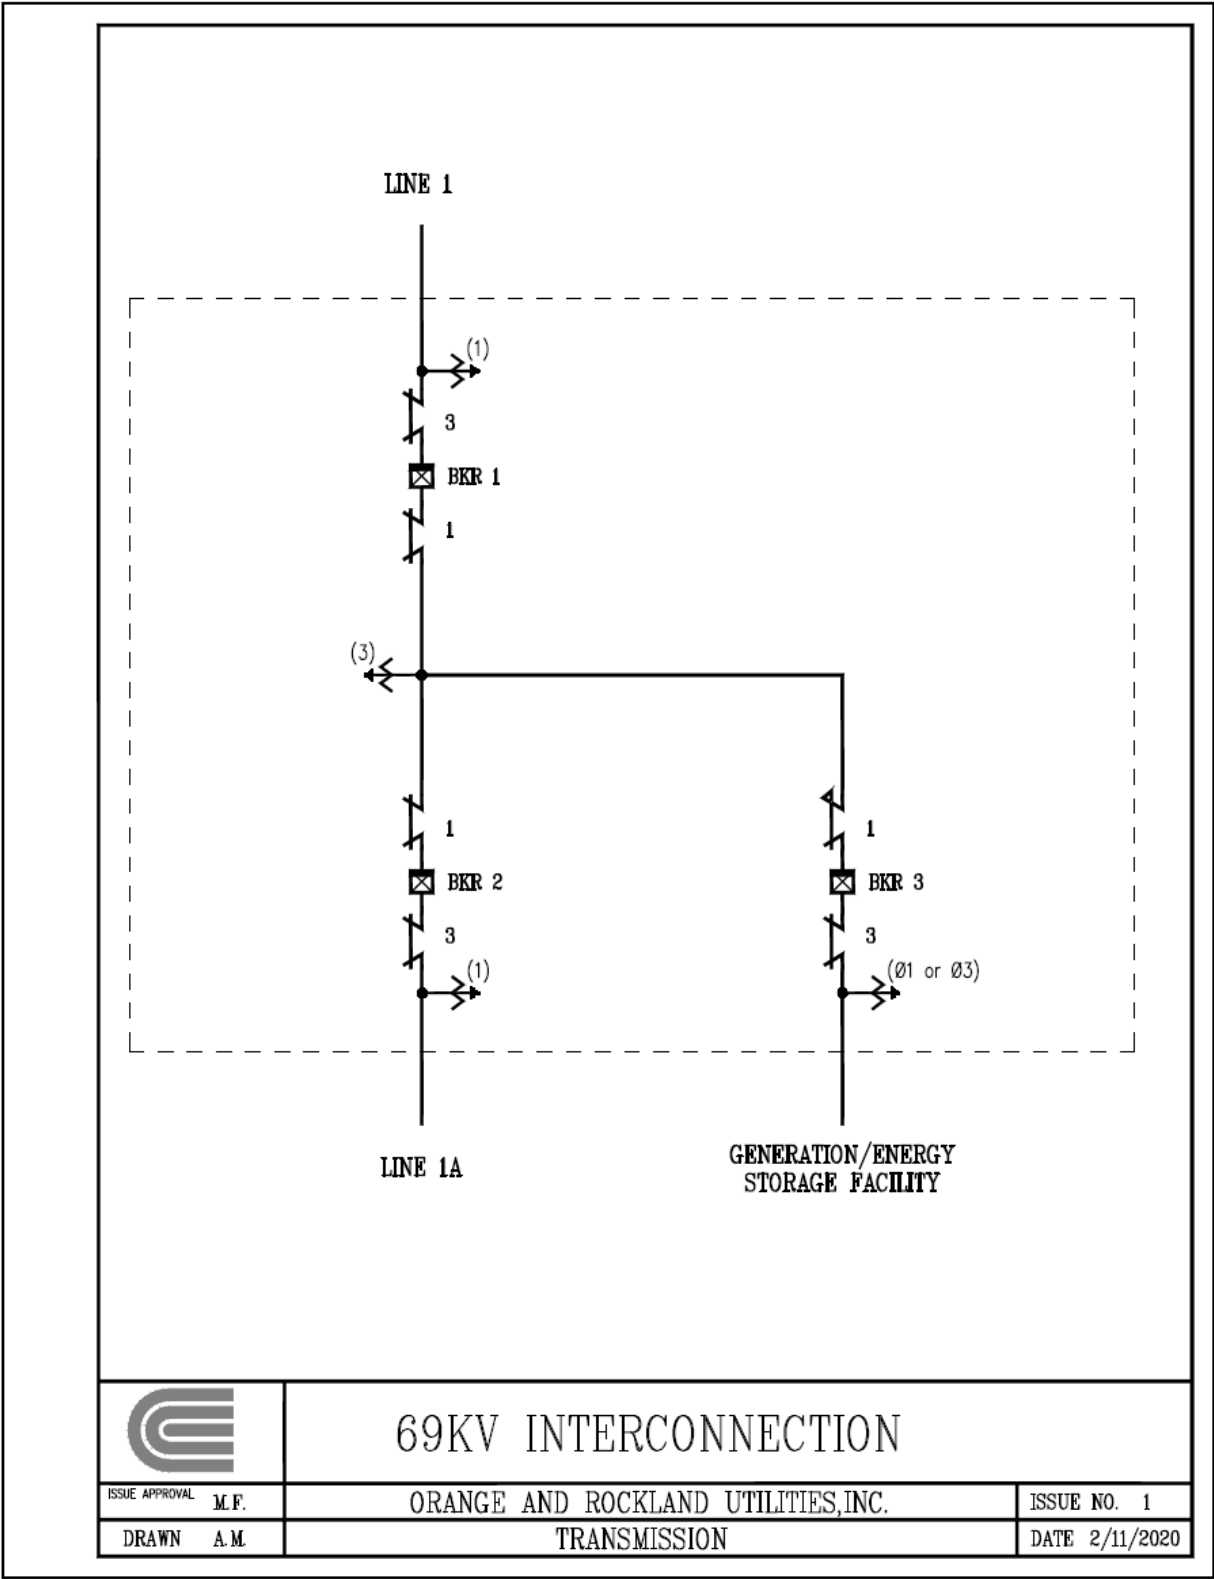 LINE 1
(1)
3
BKR 1
1
(3)
1
1
BKR 2
BKR 3
3
3
(1)
(Ø1 or Ø3)
LINE 1A
GENERATION/ENERGY
STORAGE FACILITY
69KV INTERCONNECTION
ISSUE APPROVAL M.F.
ORANGE AND ROCKLAND UTILITIES,INC.
ISSUE NO. 1
DRAWN A.M.
TRANSMISSION
DATE 2/11/2020